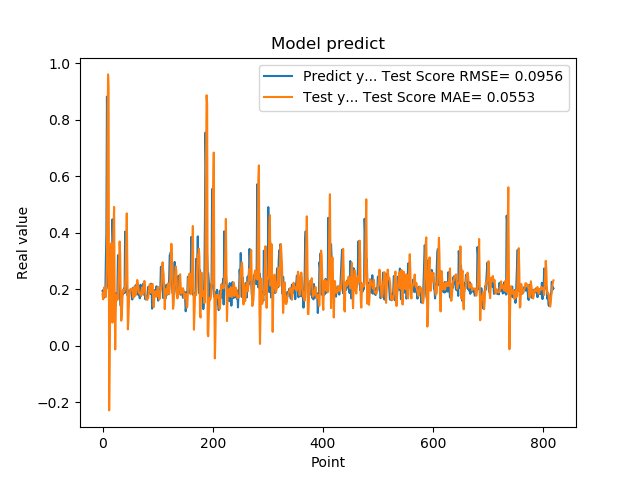 Model predict
Predict y... Test Score RMSE= 0.0956
Test y... Test Score MAE= 0.0553
1.0
0.8
0.6
0.4
0.2
0.0
−0.2
Real value
0 200 400 600 800
Point